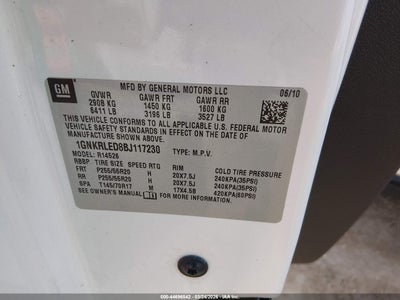 GM
MFD BY GENERAL MOTORS LLC
06/10
GVWR GAWR FRT GAWR RR
2908 KG 1450 KG 1600 KG
6411 LB 3196 LB 3527 LB
THIS VEHICLE CONFORMS TO ALL APPLICABLE U.S. FEDERAL MOTOR
VEHICLE SAFETY STANDARDS IN EFFECT ON THE DATE OF
MANUFACTURE SHOWN ABOVE.
1GNKRLED8BJ117230 TYPE: M.P.V.
MODEL: R14526
RBBP TIRE SIZE SPEED RTG RIM COLD TIRE PRESSURE
FRT P255/55R20 H 20X7.5J 240KPA(35PSI)
RR P255/55R20 H 20X7.5J 240KPA(35PSI)
SPA T145/70R17 M 17X4.5B 420KPA(60PSI)
SEE OWNER'S MANUAL FOR MORE INFORMATION.